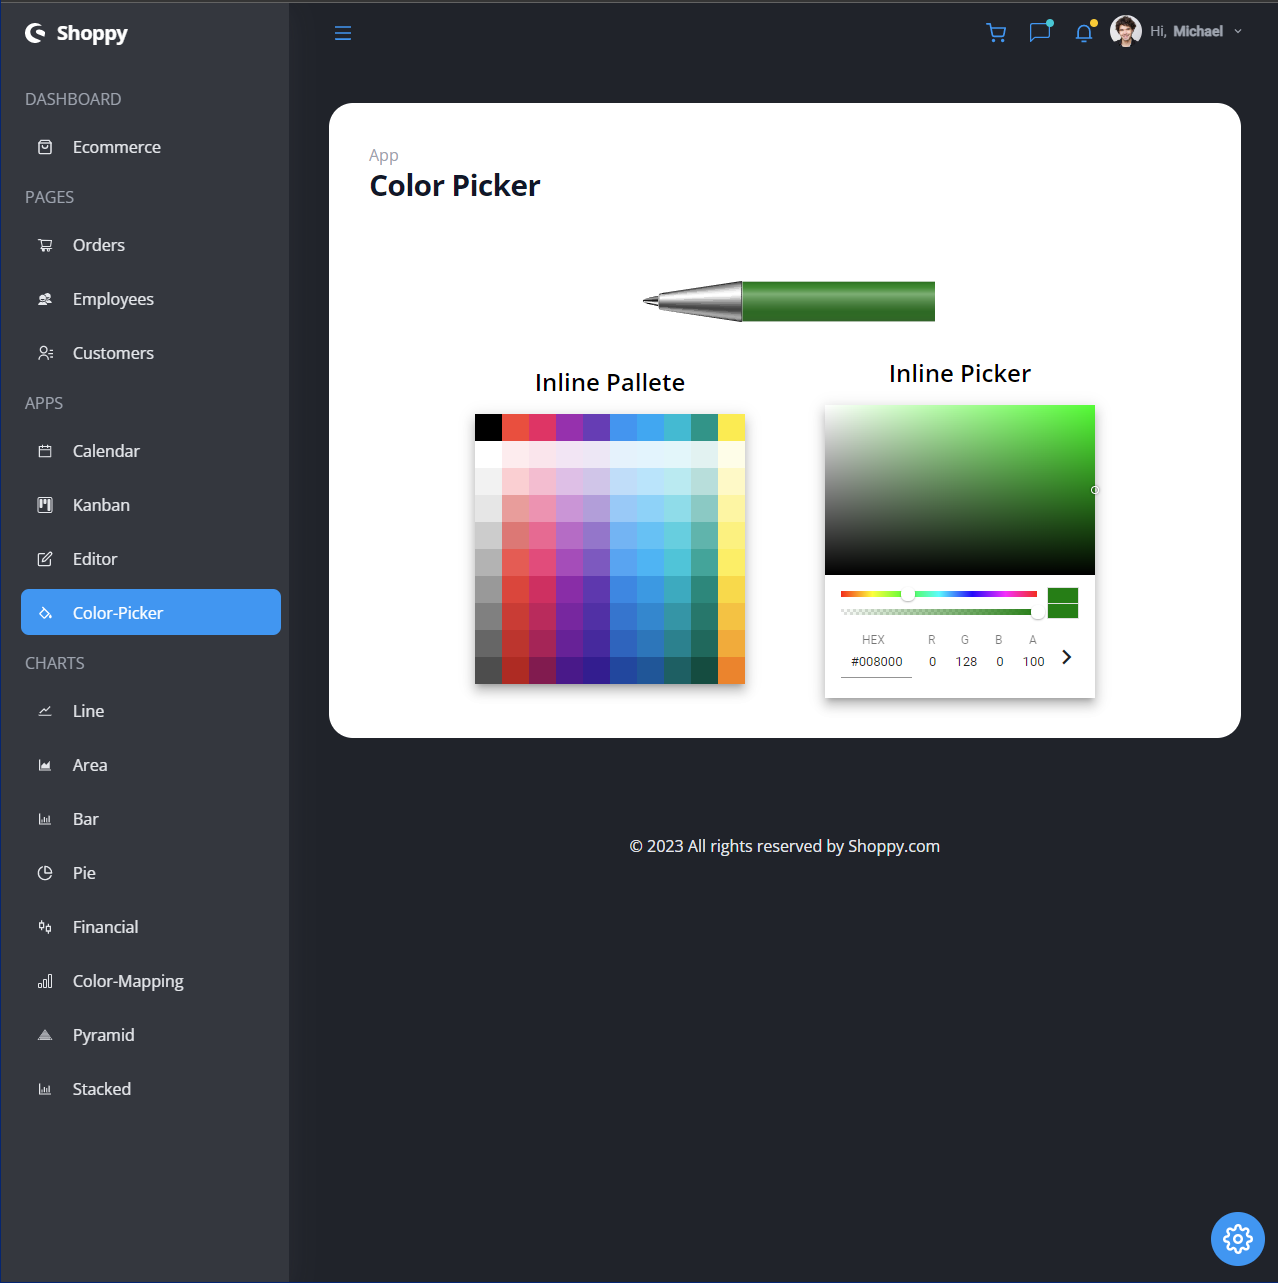 Shoppy
Hi, Michael
DASHBOARD
Ecommerce
PAGES
Orders
Employees
Customers
APPS
Calendar
Kanban
Editor
Color-Picker
CHARTS
Line
Area
Bar
Pie
Financial
Color-Mapping
Pyramid
Stacked
App
Color Picker
Inline Pallete
Inline Picker
HEX R G B A
#008000 0 128 0 100
© 2023 All rights reserved by Shoppy.com